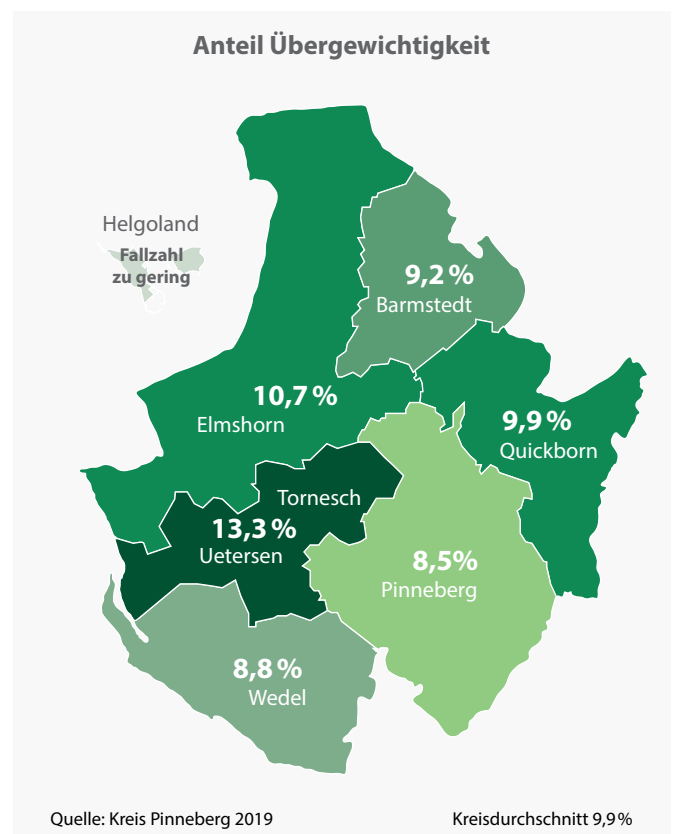 Anteil Übergewichtigkeit
Helgoland
Fallzahl
zu gering
9,2 %
Barmstedt
10,7 %
Elmshorn
9,9 %
Quickborn
Tornesch
13,3 %
Uetersen
8,5%
Pinneberg
8,8 %
Wedel
Quelle: Kreis Pinneberg 2019
Kreisdurchschnitt 9,9 %